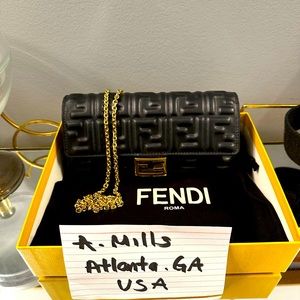 FENDI
ROMA
A. Mills
Atlanta. GA
USA